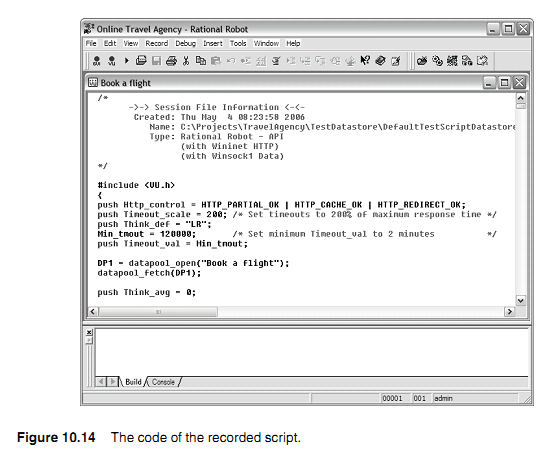 Online Travel Agency - Rational Robot
File Edit View Record Debug Insert Tools Window Help
Book a flight
/*
>-> Session File Information <-<-
Created: Thu May 4 08:23:58 2006
Name: C:\Projects\TravelAgency\TestDatastore\DefaultTestScriptDatastore
Type: Rational Robot - API
(with Wininet HTTP)
(with Winsock1 Data)
*/
#include <VU.h>
{
push Http_control = HTTP_PARTIAL_OK | HTTP_CACHE_OK | HTTP_REDIRECT_OK;
push Timeout_scale = 200; /* Set timeouts to 200% of maximum response time */
push Think_def = "LR";
Min_tmout = 120000; /* Set minimum Timeout_val to 2 minutes */
push Timeout_val = Min_tmout;
DP1 = datapool_open("Book a flight");
datapool_fetch(DP1);
push Think_avg = 0;
Build Console
00001 001 admin
Figure 10.14 The code of the recorded script.